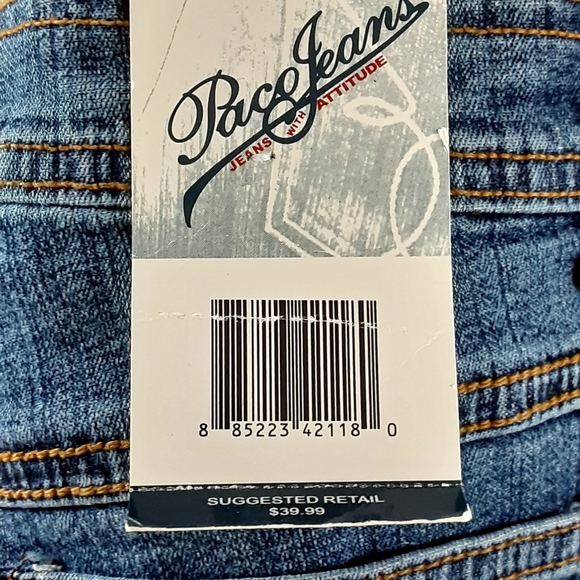 Paco Jeans
JEANS WITH ATTITUDE
8 85223 42118 0
SUGGESTED RETAIL
$39.99